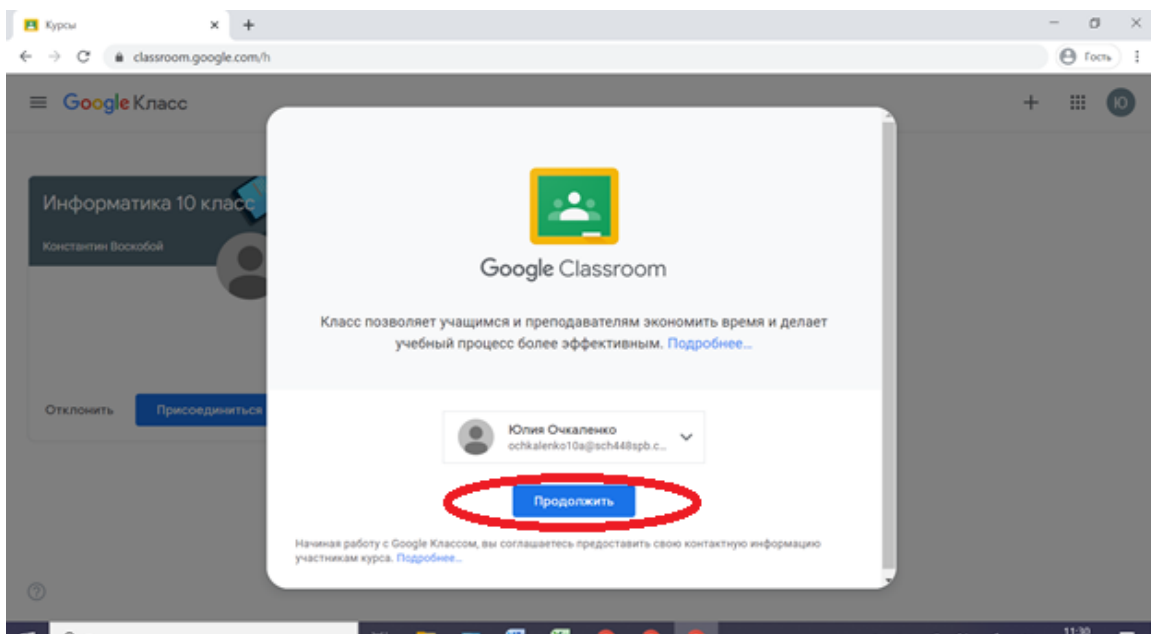 Курсы
classroom.google.com/h
Гость
Google Класс
Ю
Информатика 10 класс
Константин Воскобой
Отклонить
Присоединиться
Google Classroom
Класс позволяет учащимся и преподавателям экономить время и делает
учебный процесс более эффективным. Подробнее...
Юлия Очкаленко
ochkalenko10a@sch448spb.c...
Продолжить
Начиная работу с Google Классом, вы соглашаетесь предоставить свою контактную информацию
участникам курса. Подробнее...
11:30